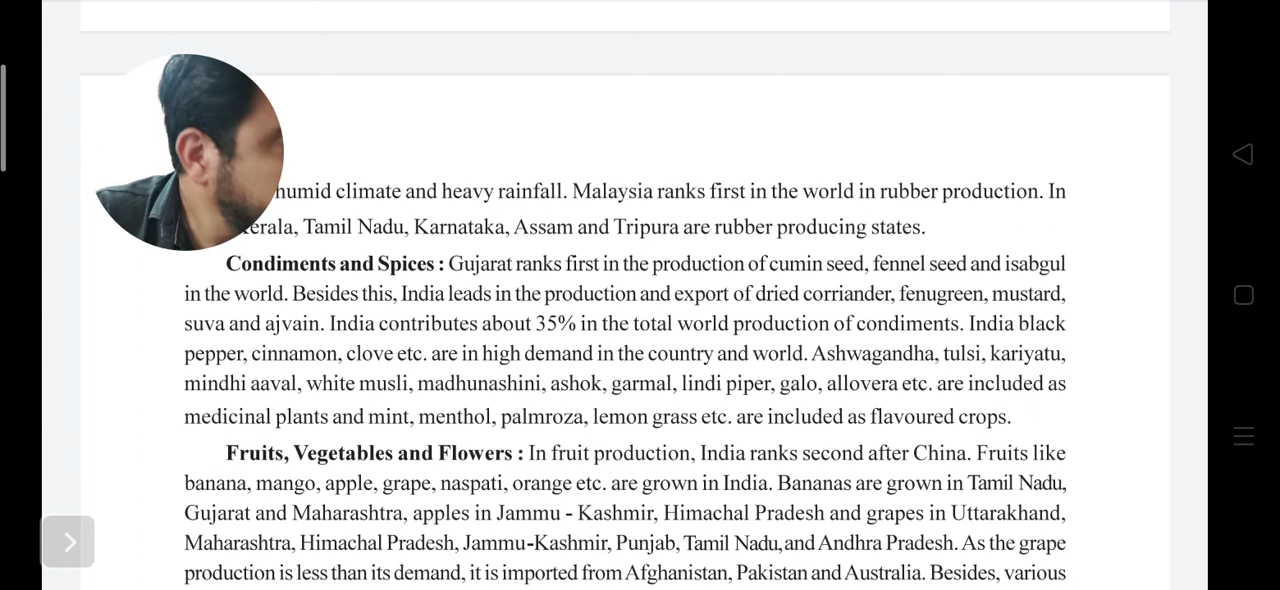 humid climate and heavy rainfall. Malaysia ranks first in the world in rubber production. In
Tamil Nadu, Karnataka, Assam and Tripura are rubber producing states.
Condiments and Spices : Gujarat ranks first in the production of cumin seed, fennel seed and isabgul
in the world. Besides this, India leads in the production and export of dried corriander, fenugreen, mustard,
suva and ajvain. India contributes about 35% in the total world production of condiments. India black
pepper, cinnamon, clove etc. are in high demand in the country and world. Ashwagandha, tulsi, kariyatu,
mindhi aaval, white musli, madhunashini, ashok, garmal, lindi piper, galo, allovera etc. are included as
medicinal plants and mint, menthol, palmroza, lemon grass etc. are included as flavoured crops.
Fruits, Vegetables and Flowers : In fruit production, India ranks second after China. Fruits like
banana, mango, apple, grape, naspati, orange etc. are grown in India. Bananas are grown in Tamil Nadu,
Gujarat and Maharashtra, apples in Jammu - Kashmir, Himachal Pradesh and grapes in Uttarakhand,
Maharashtra, Himachal Pradesh, Jammu-Kashmir, Punjab, Tamil Nadu, and Andhra Pradesh. As the grape
production is less than its demand, it is imported from Afghanistan, Pakistan and Australia. Besides, various